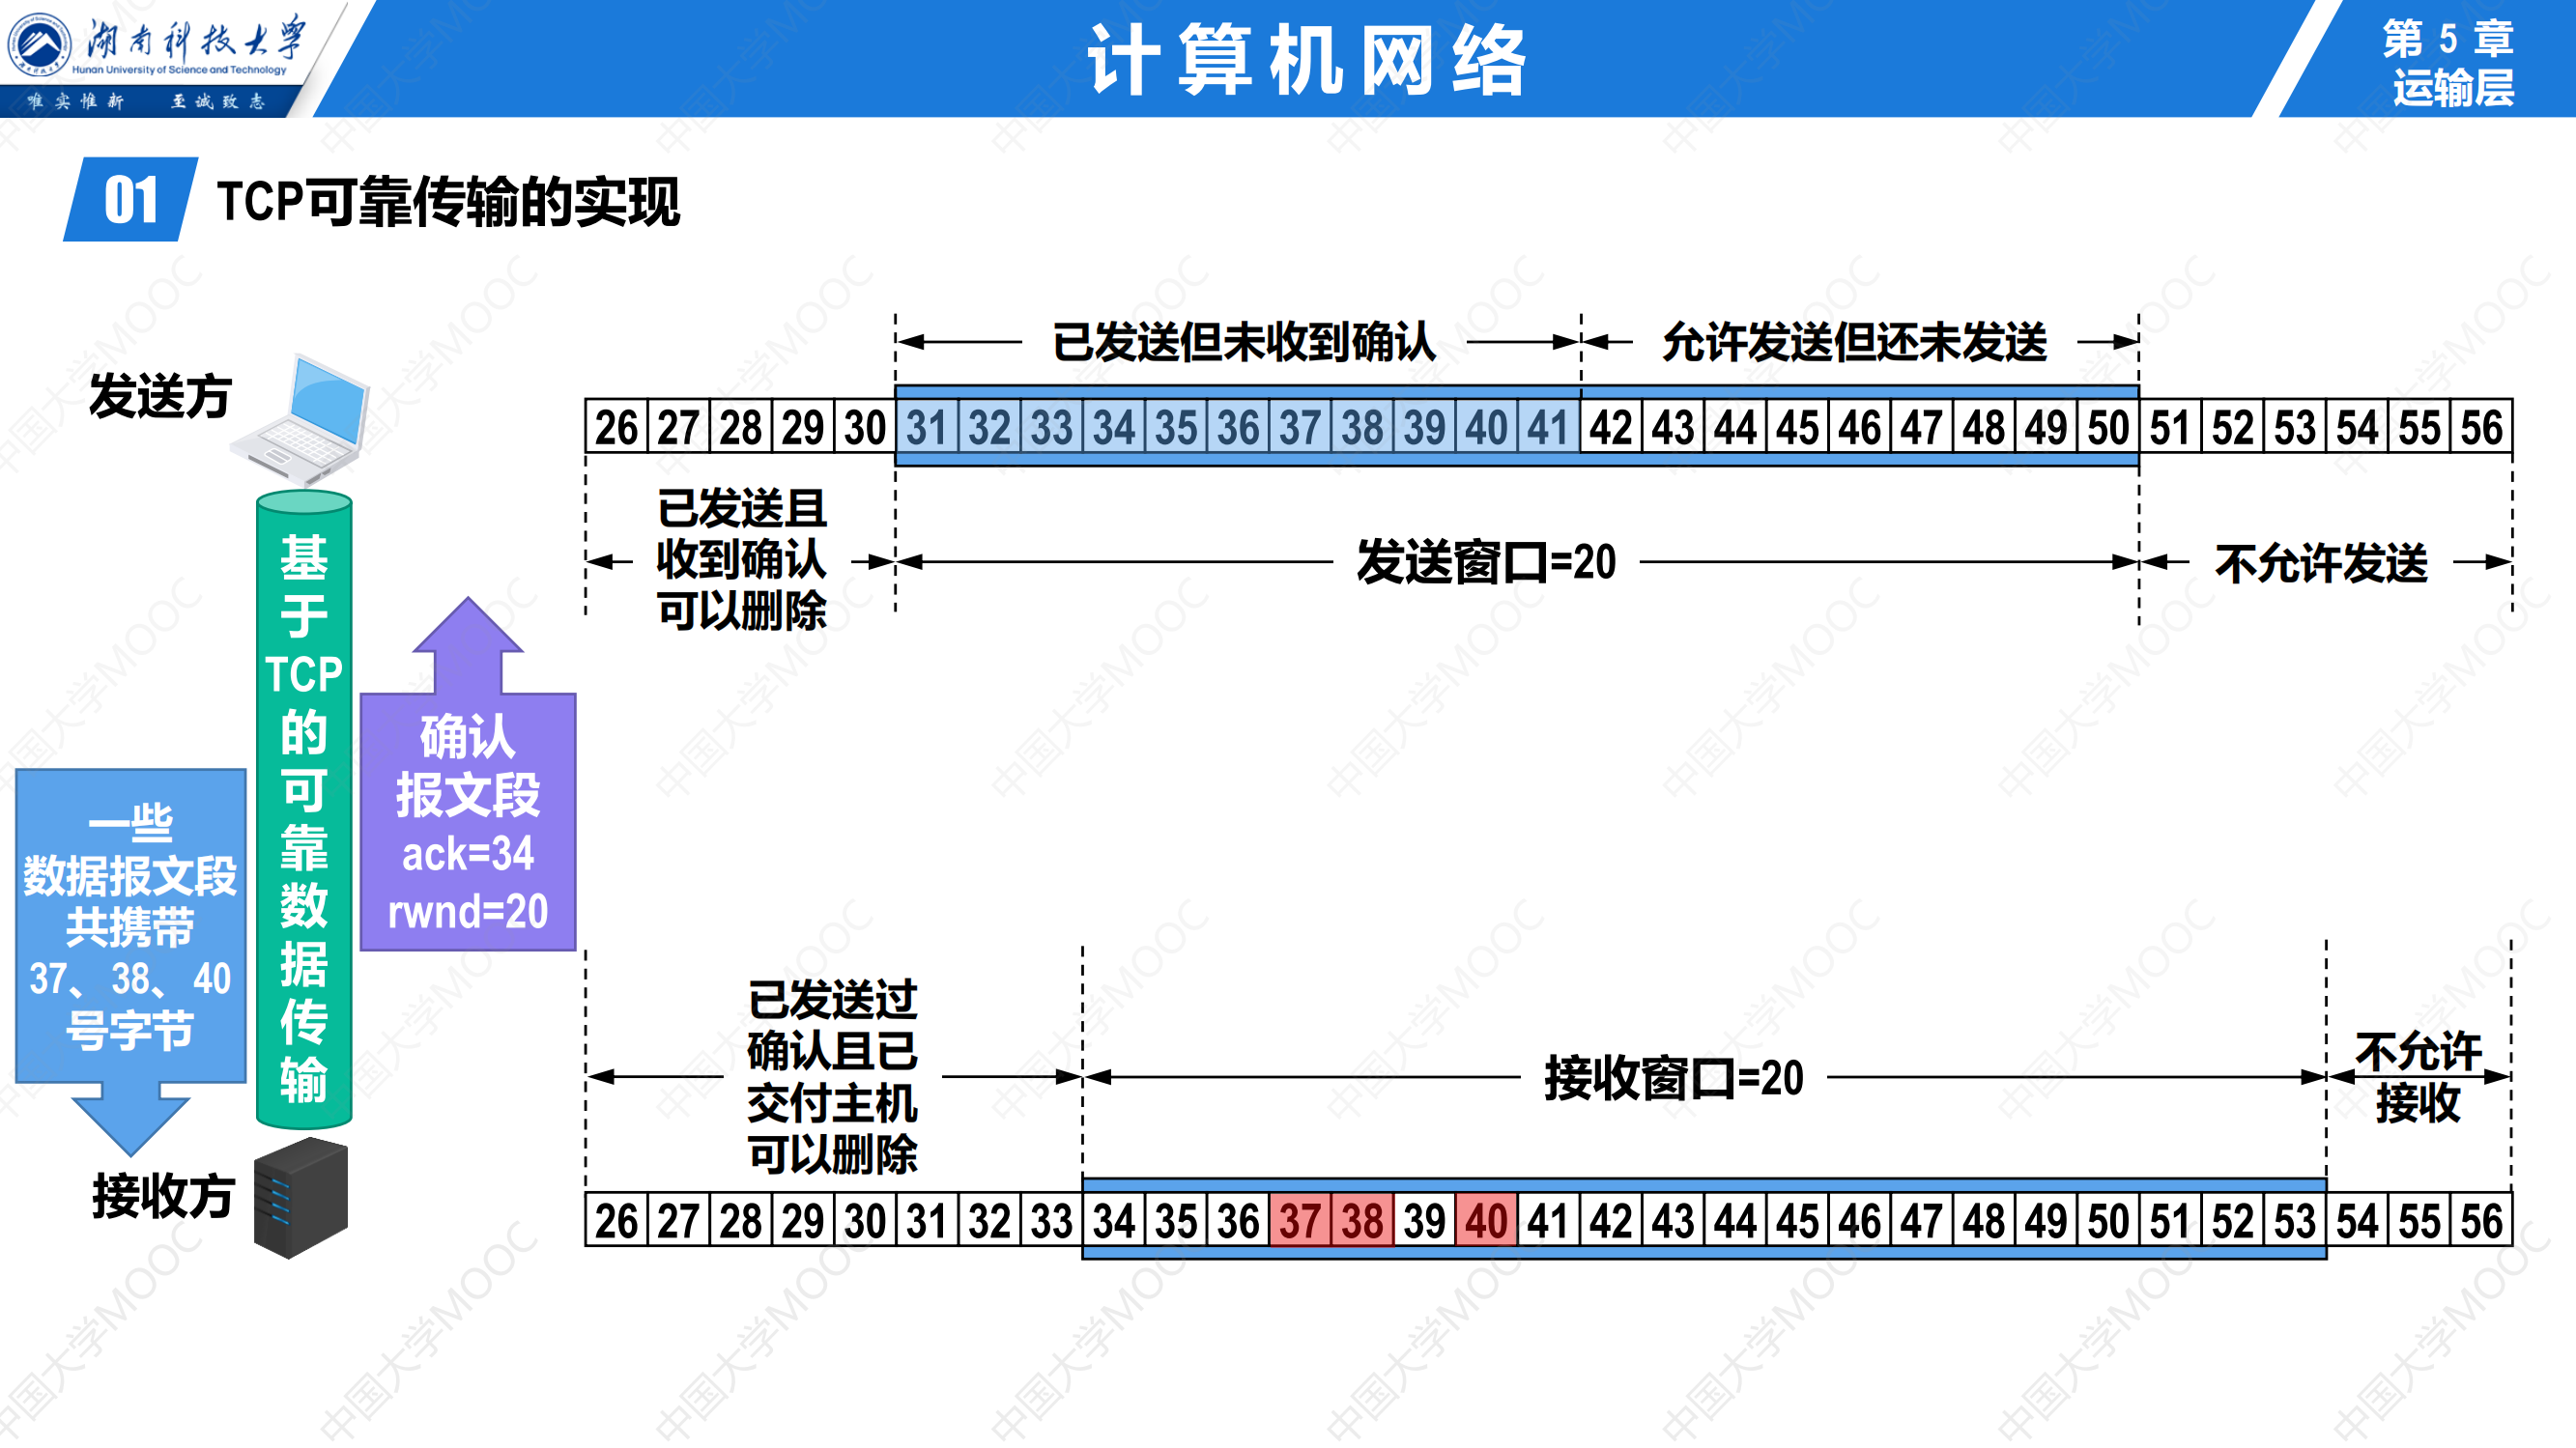 湖南科技大学
Hunan University of Science and Technology
唯实惟新 至诚致志
计算机网络
第 5 章
运输层
01 TCP可靠传输的实现
已发送但未收到确认 允许发送但还未发送
发送方
26 27 28 29 30 31 32 33 34 35 36 37 38 39 40 41 42 43 44 45 46 47 48 49 50 51 52 53 54 55 56
已发送且
收到确认
可以删除
发送窗口=20
不允许发送
基于TCP的可靠数据传输
确认
报文段
ack=34
rwnd=20
一些
数据报文段
共携带
37、38、40
号字节
已发送过
确认且已
交付主机
可以删除
接收窗口=20
不允许
接收
接收方
26 27 28 29 30 31 32 33 34 35 36 37 38 39 40 41 42 43 44 45 46 47 48 49 50 51 52 53 54 55 56
中国大学MOOC